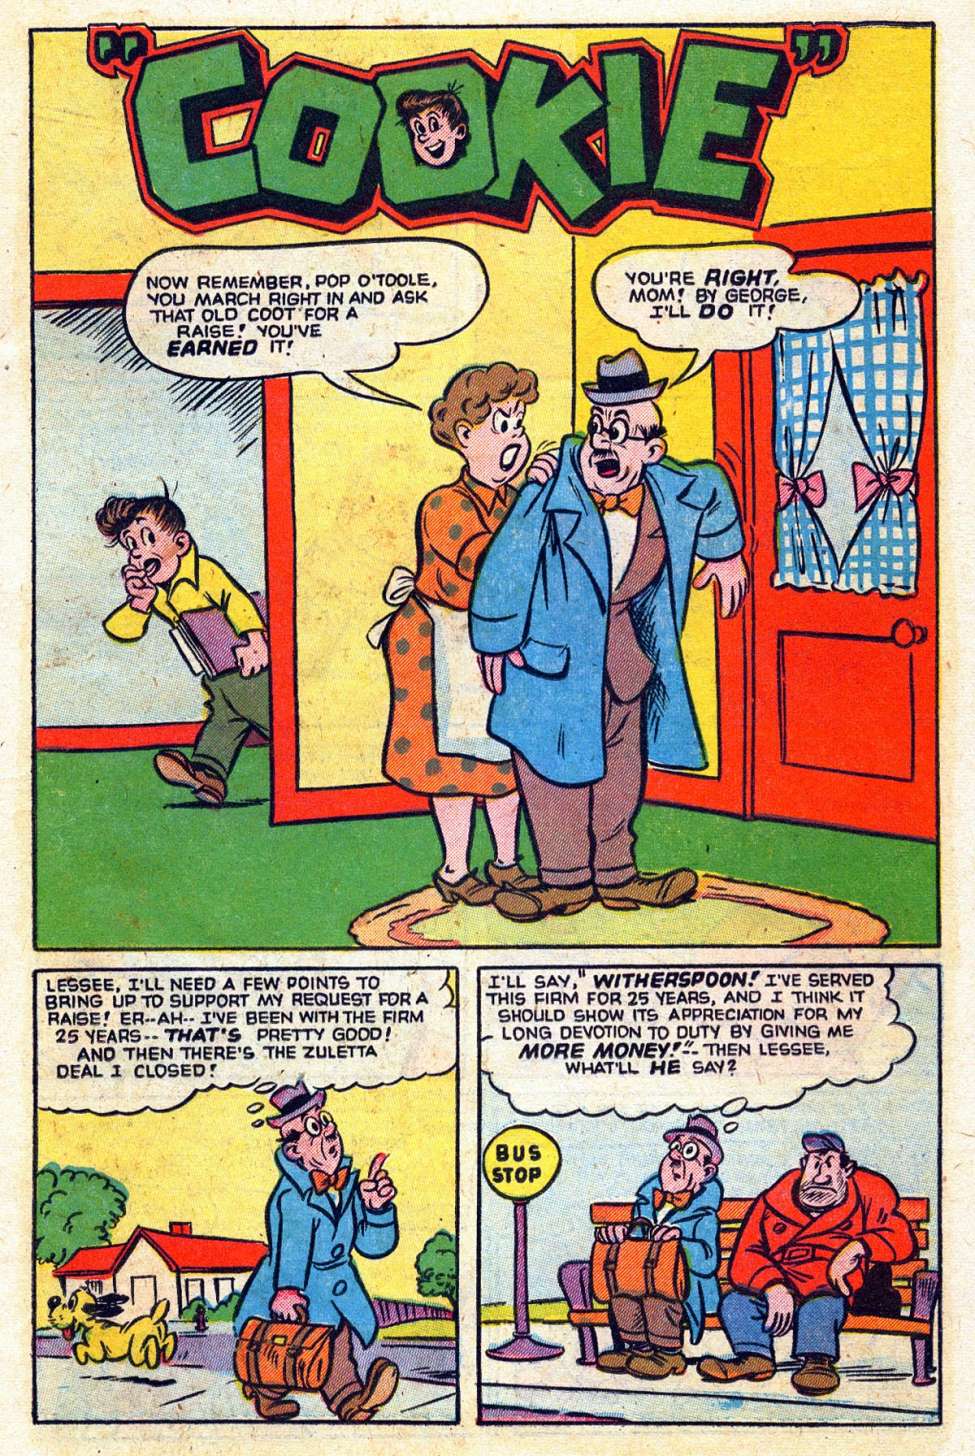 "COOKIE"
NOW REMEMBER, POP O'TOOLE,
YOU MARCH RIGHT IN AND ASK
THAT OLD COOT FOR A
RAISE! YOU'VE
EARNED IT!
YOU'RE RIGHT,
MOM! BY GEORGE,
I'LL DO IT!
LESSEE, I'LL NEED A FEW POINTS TO
BRING UP TO SUPPORT MY REQUEST FOR A
RAISE! ER--AH-- I'VE BEEN WITH THE FIRM
25 YEARS-- THAT'S PRETTY GOOD!
AND THEN THERE'S THE ZULETTA
DEAL I CLOSED!
I'LL SAY, "WITHERSPOON! I'VE SERVED
THIS FIRM FOR 25 YEARS, AND I THINK IT
SHOULD SHOW ITS APPRECIATION FOR MY
LONG DEVOTION TO DUTY BY GIVING ME
MORE MONEY!"-- THEN LESSEE,
WHAT'LL HE SAY?
BUS
STOP